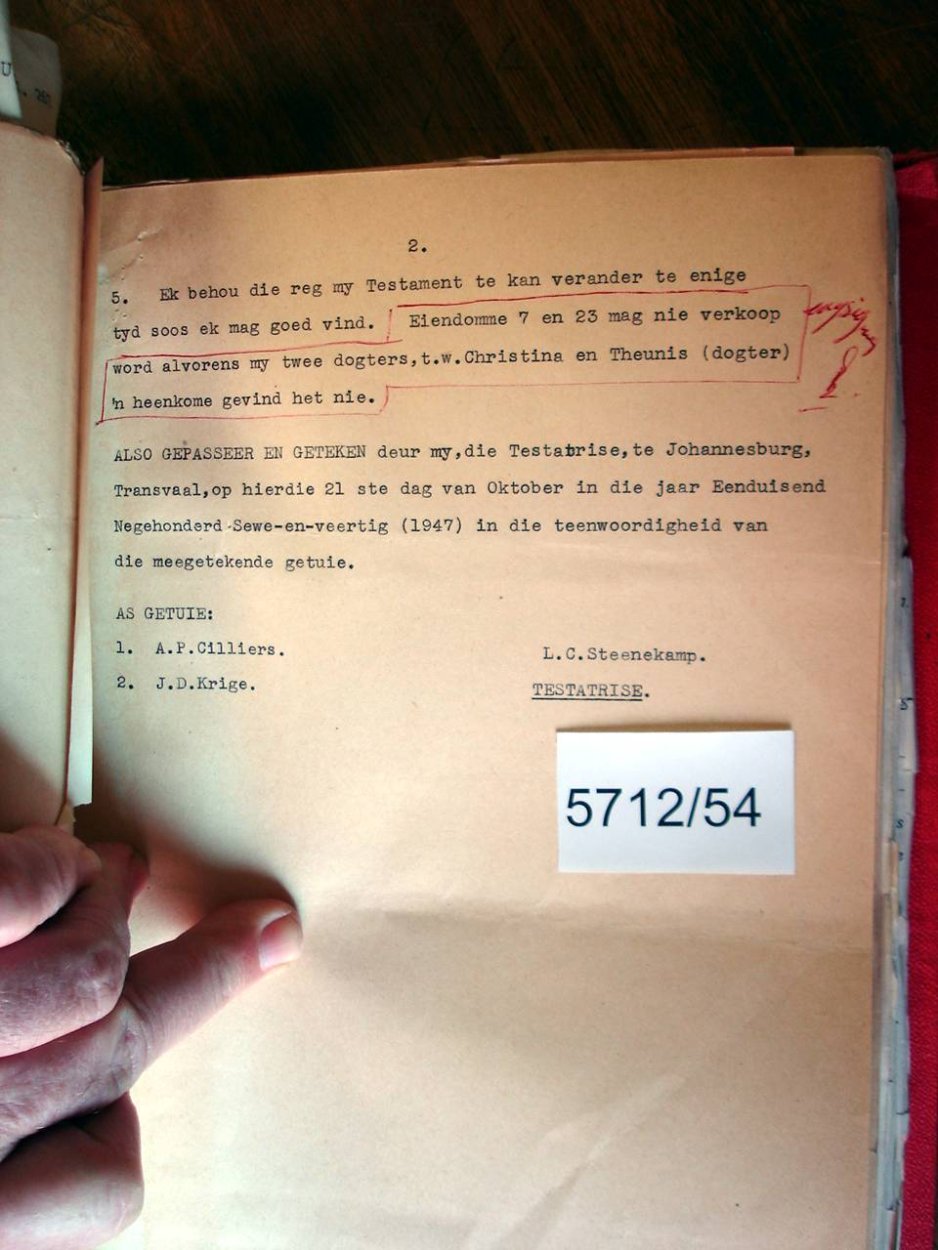 2.
5. Ek behou die reg my Testament te kan verander te enige
tyd soos ek mag goed vind. Eiendomme 7 en 23 mag nie verkoop
word alvorens my twee dogters,t.w.Christina en Theunis (dogter)
'n heenkome gevind het nie.
ALSO GEPASSEER EN GETEKEN deur my,die Testatrise,te Johannesburg,
Transvaal,op hierdie 21 ste dag van Oktober in die jaar Eenduisend
Negehonderd Sewe-en-veertig (1947) in die teenwoordigheid van
die meegetekende getuie.
AS GETUIE:
1. A.P.Cilliers.
2. J.D.Krige.
L.C.Steenekamp.
TESTATRISE.
5712/54